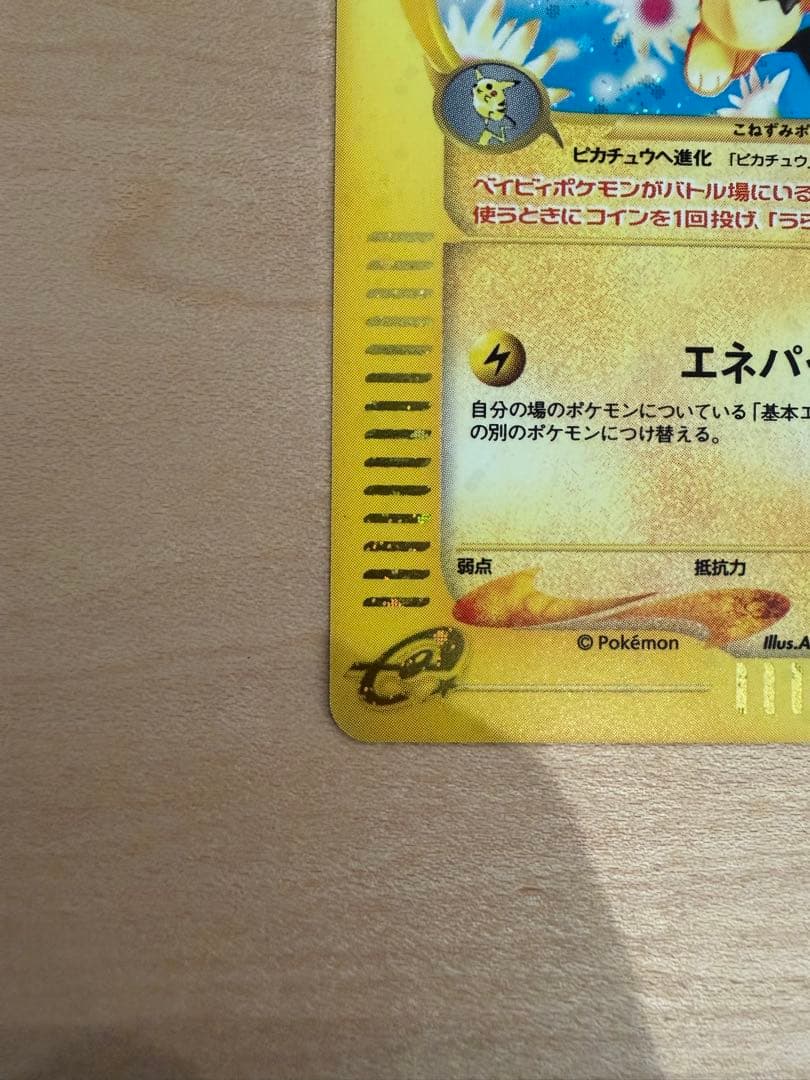 こねずみポ
ピカチュウへ進化 「ピカチュウ」
ベイビィポケモンがバトル場にいる
使うときにコインを1回投げ、「うら
エネパ
自分の場のポケモンについている「基本エ
の別のポケモンにつけ替える。
弱点 抵抗力
© Pokémon Illus.A